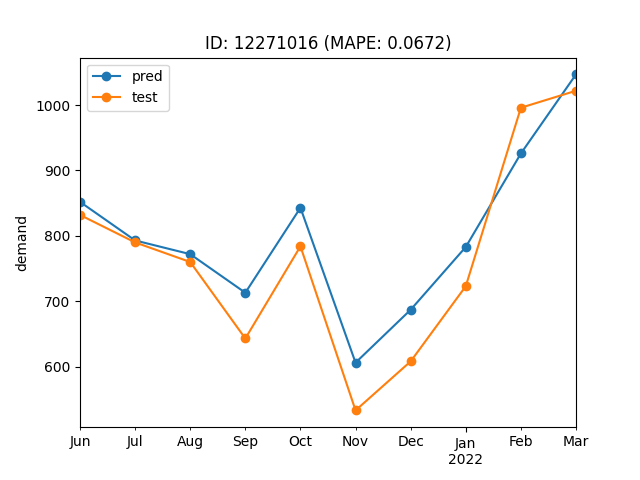 ID: 12271016 (MAPE: 0.0672)
pred
test
demand
1000
900
800
700
600
Jun Jul Aug Sep Oct Nov Dec Jan Feb Mar
2022